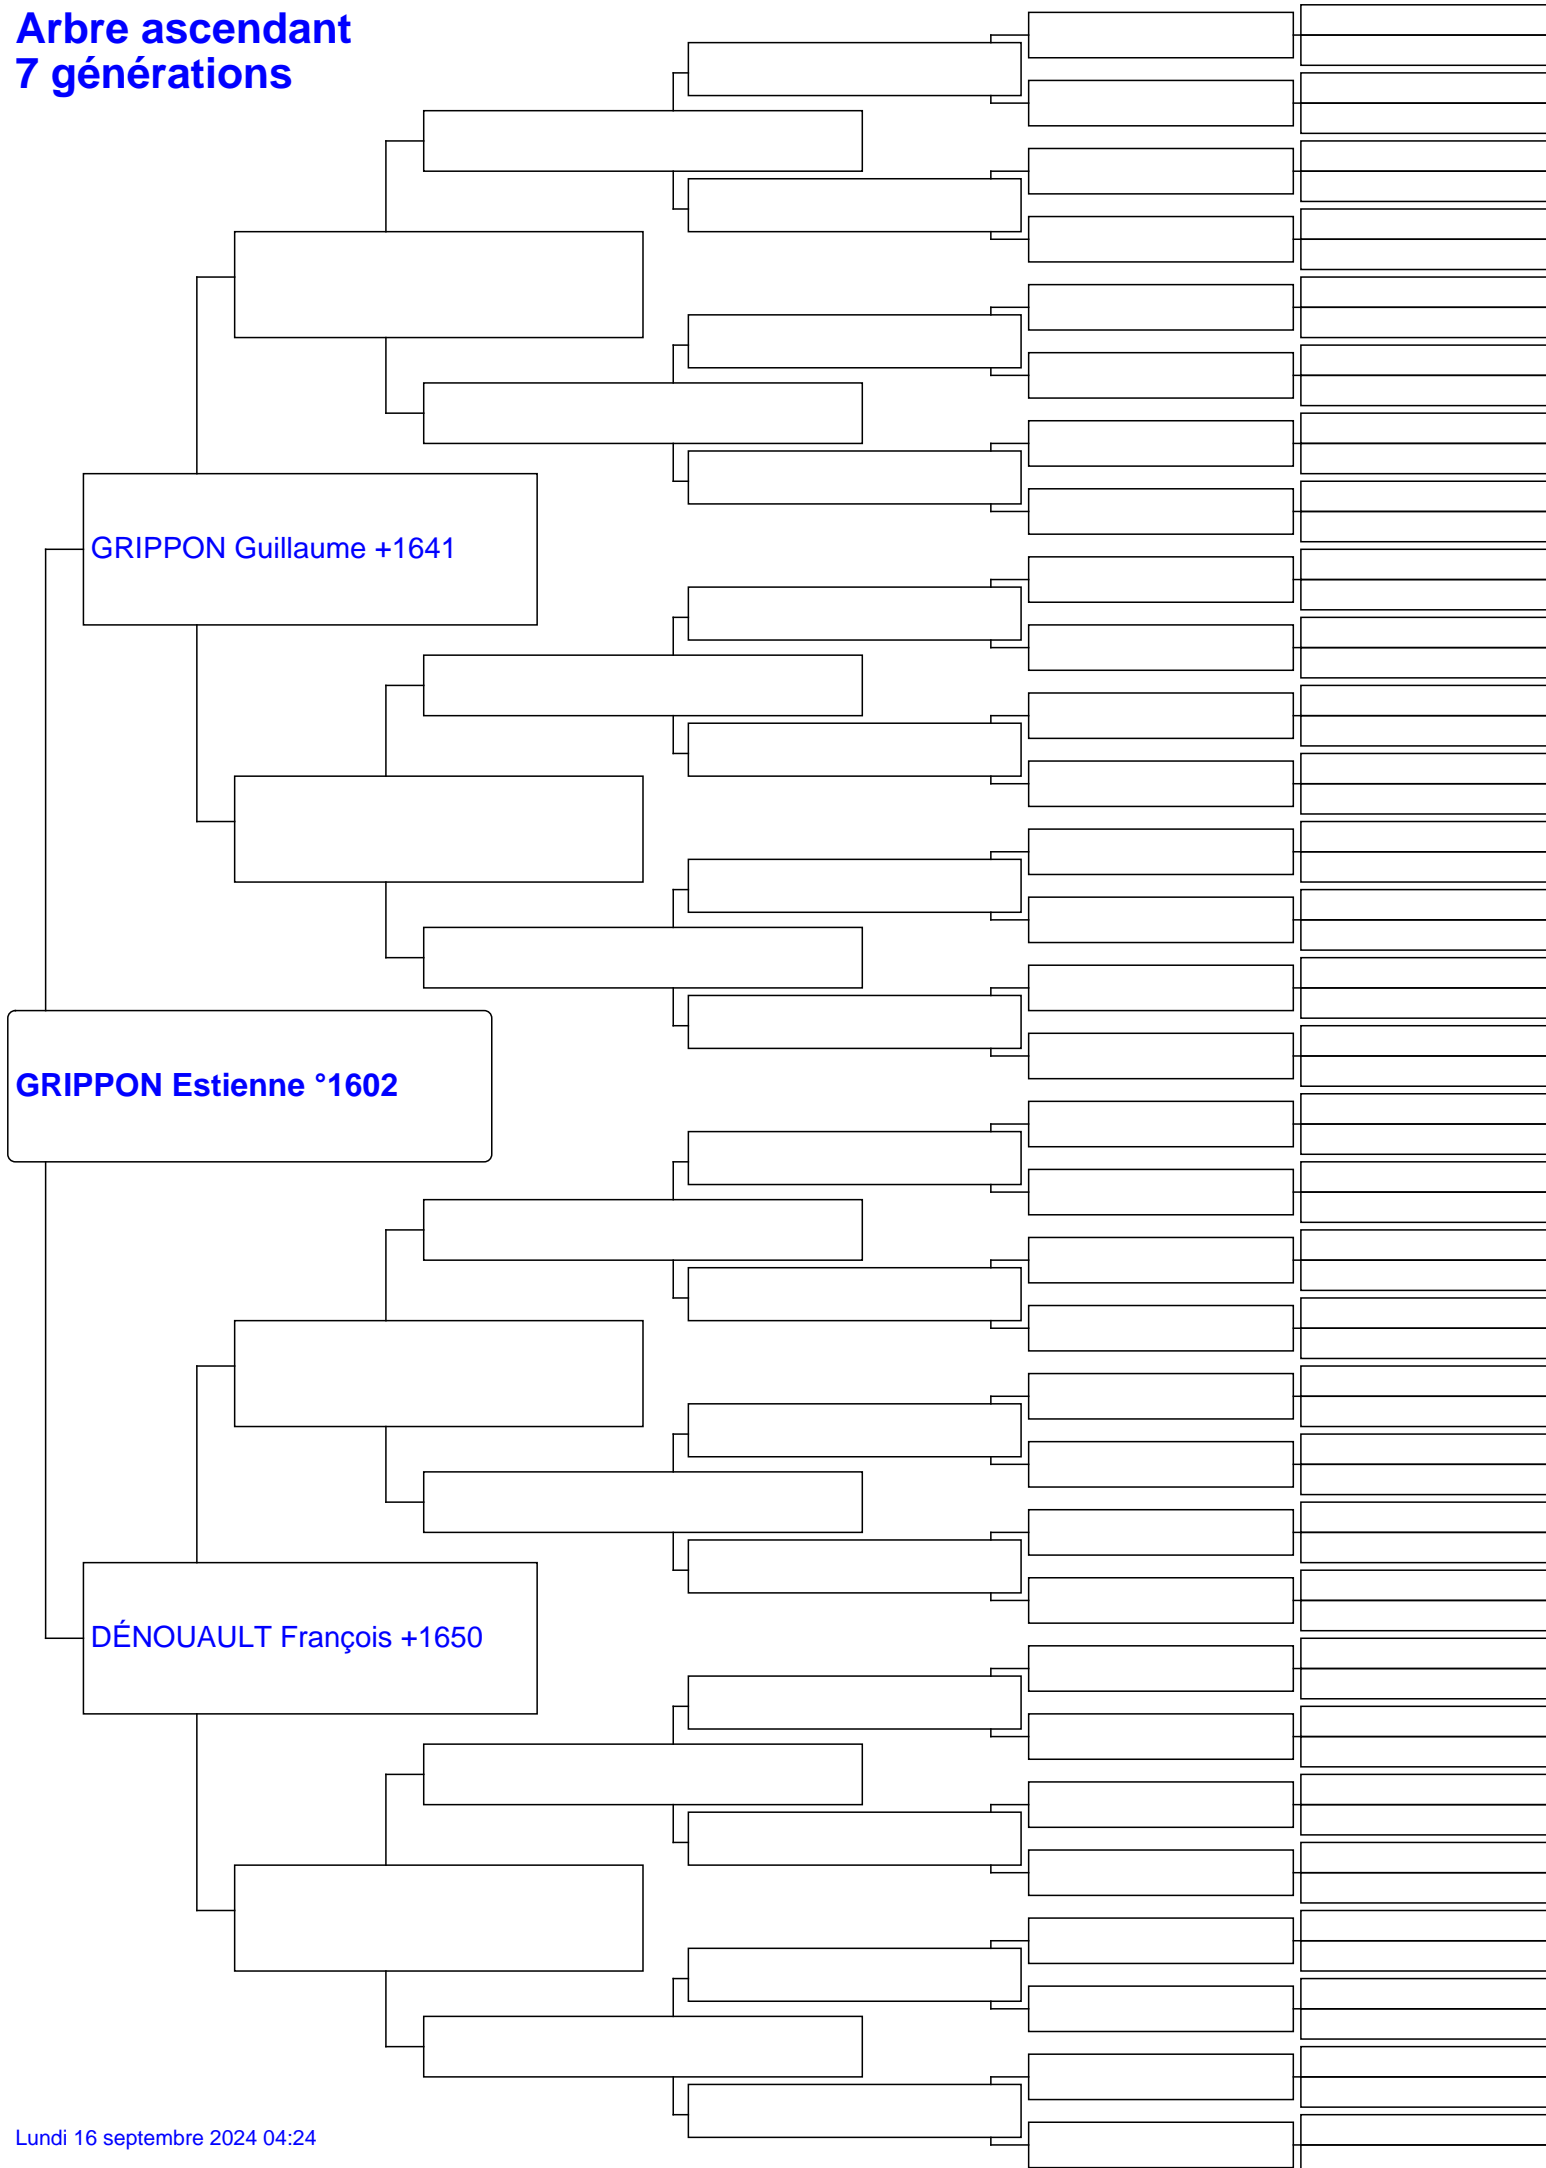 Arbre ascendant
7 générations
GRIPPON Guillaume +1641
GRIPPON Estienne °1602
DÉNOUAULT François +1650
Lundi 16 septembre 2024 04:24